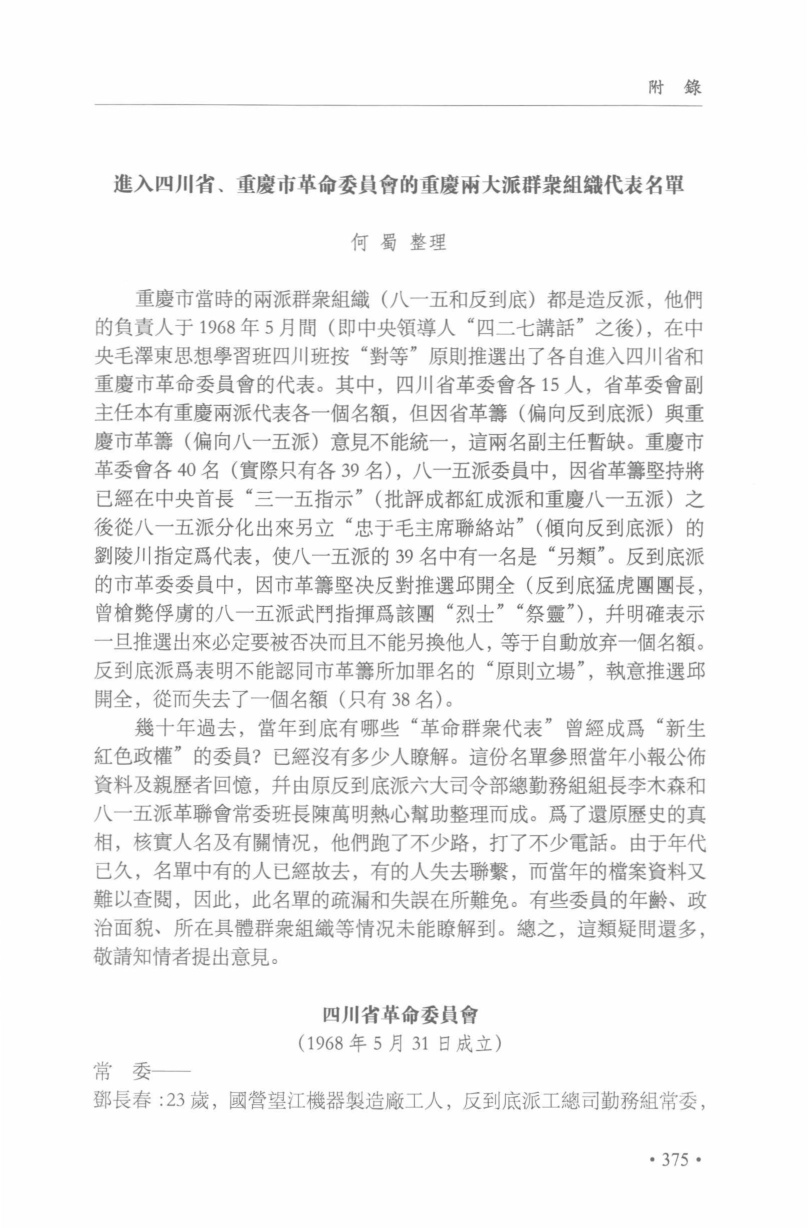 附 錄
進入四川省、重慶市革命委員會的重慶兩大派群衆組織代表名單
何 蜀 整理
重慶市當時的兩派群衆組織（八一五和反到底）都是造反派，他們
的負責人于 1968 年 5 月間（即中央領導人“四二七講話”之後），在中
央毛澤東思想學習班四川班按“對等”原則推選出了各自進入四川省和
重慶市革命委員會的代表。其中，四川省革委會各 15 人，省革委會副
主任本有重慶兩派代表各一個名額，但因省革籌（偏向反到底派）與重
慶市革籌（偏向八一五派）意見不能統一，這兩名副主任暫缺。重慶市
革委會各 40 名（實際只有各 39 名），八一五派委員中，因省革籌堅持將
已經在中央首長“三一五指示”（批評成都紅成派和重慶八一五派）之
後從八一五派分化出來另立“忠于毛主席聯絡站”（傾向反到底派）的
劉陵川指定爲代表，使八一五派的 39 名中有一名是“另類”。反到底派
的市革委委員中，因市革籌堅决反對推選邱開全（反到底猛虎團團長，
曾槍斃俘虜的八一五派武鬥指揮爲該團“烈士”“祭靈”），幷明確表示
一旦推選出來必定要被否决而且不能另換他人，等于自動放弃一個名額。
反到底派爲表明不能認同市革籌所加罪名的“原則立場”，執意推選邱
開全，從而失去了一個名額（只有 38 名）。
幾十年過去，當年到底有哪些“革命群衆代表”曾經成爲“新生
紅色政權”的委員？已經沒有多少人瞭解。這份名單參照當年小報公佈
資料及親歷者回憶，幷由原反到底派六大司令部總勤務組組長李木森和
八一五派革聯會常委班長陳萬明熱心幫助整理而成。爲了還原歷史的真
相，核實人名及有關情况，他們跑了不少路，打了不少電話。由于年代
已久，名單中有的人已經故去，有的人失去聯繫，而當年的檔案資料又
難以查閱，因此，此名單的疏漏和失誤在所難免。有些委員的年齡、政
治面貌、所在具體群衆組織等情况未能瞭解到。總之，這類疑問還多，
敬請知情者提出意見。
四川省革命委員會
（1968 年 5 月 31 日成立）
常 委——
鄧長春 :23 歲，國營望江機器製造廠工人，反到底派工總司勤務組常委，
• 375 •